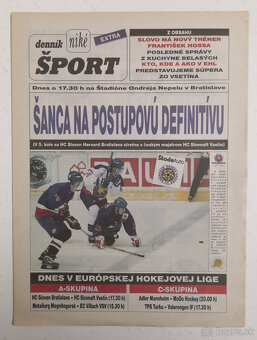 denník
niké
EXTRA
ŠPORT
Z OBSAHU
SLOVO MÁ NOVÝ TRÉNER
FRANTIŠEK HOSSA
POSLEDNÉ SPRÁVY
Z KUCHYNE BELASÝCH
KTO, KDE A AKO V EHL
PREDSTAVUJEME SÚPERA
ZO VSETÍNA
Dnes o 17.30 h na Štadióne Ondreja Nepelu v Bratislave
ŠANCA NA POSTUPOVÚ DEFINITÍVU
(V 5. kole sa HC Slovan Harvard Bratislava stretne s českým majstrom HC Slovnaft Vsetín)
ŠkodaAuto
DNES V EURÓPSKEJ HOKEJOVEJ LIGE
A-SKUPINA
HC Slovan Bratislava – HC Slovnaft Vsetín (17.30 h)
Metallurg Magnitogorsk – EC Villach VSV (15.30 h)
C-SKUPINA
Adler Mannheim – MoDo Hockey (20.00 h)
TPS Turku – Valerengen IF (17.30 h)